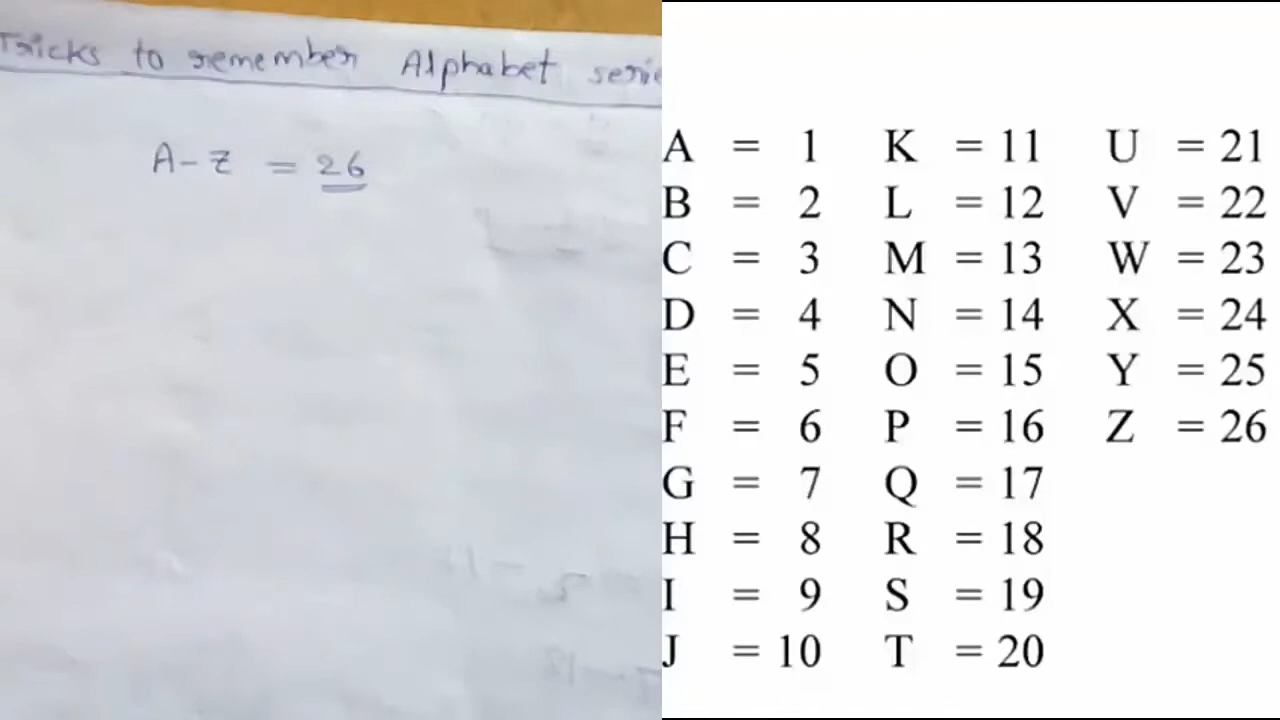 Tricks to remember Alphabet serie
A-Z = 26
A = 1 K = 11 U = 21
B = 2 L = 12 V = 22
C = 3 M = 13 W = 23
D = 4 N = 14 X = 24
E = 5 O = 15 Y = 25
F = 6 P = 16 Z = 26
G = 7 Q = 17
H = 8 R = 18
I = 9 S = 19
J = 10 T = 20